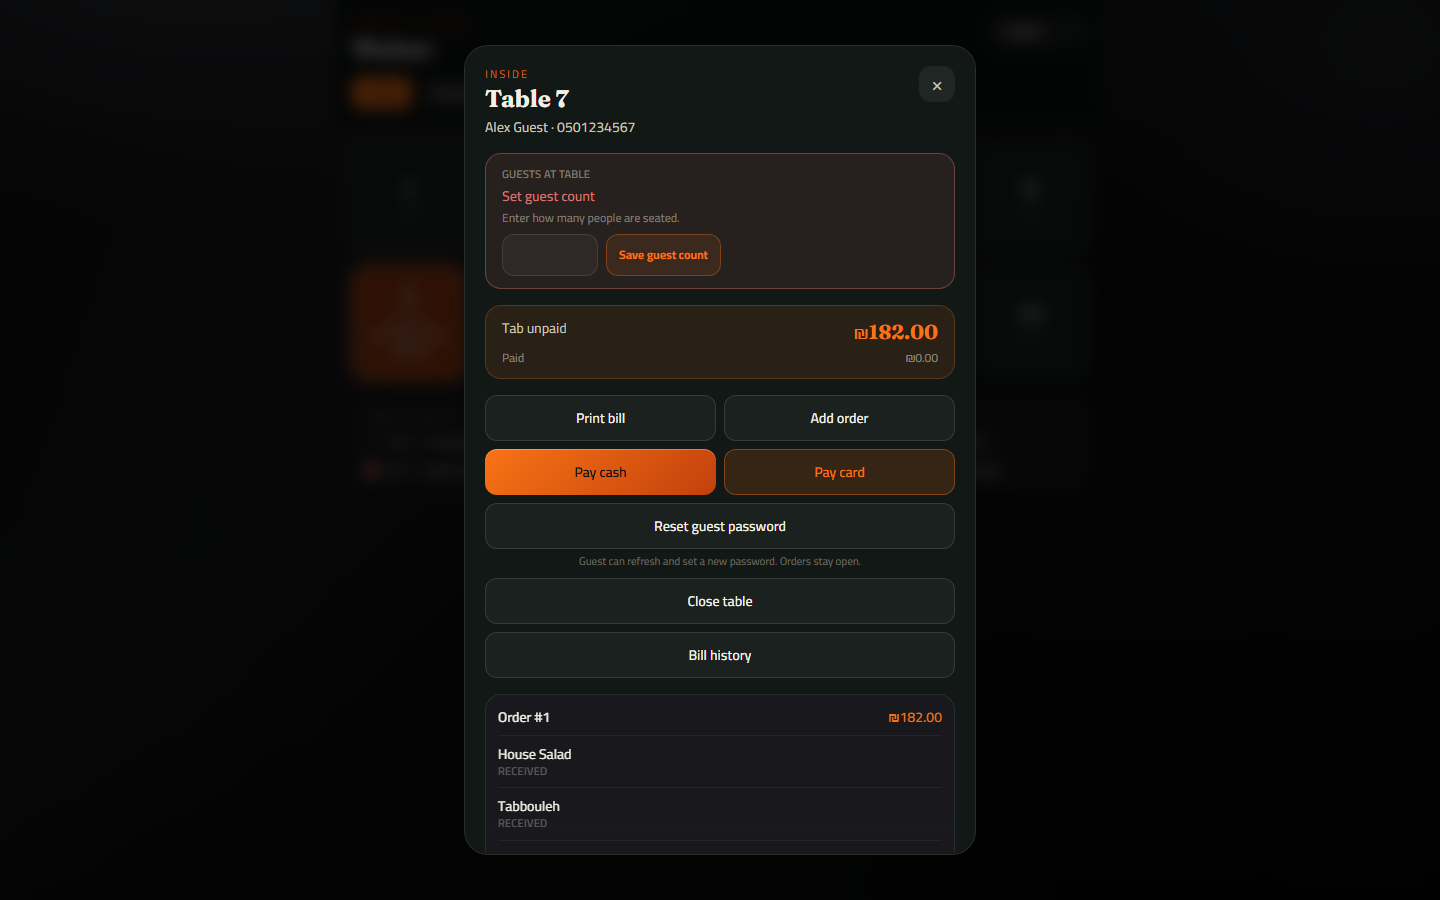 INSIDE
Table 7
×
Alex Guest · 0501234567
GUESTS AT TABLE
Set guest count
Enter how many people are seated.
Save guest count
Tab unpaid ₪182.00
Paid ₪0.00
Print bill
Add order
Pay cash
Pay card
Reset guest password
Guest can refresh and set a new password. Orders stay open.
Close table
Bill history
Order #1 ₪182.00
House Salad
RECEIVED
Tabbouleh
RECEIVED